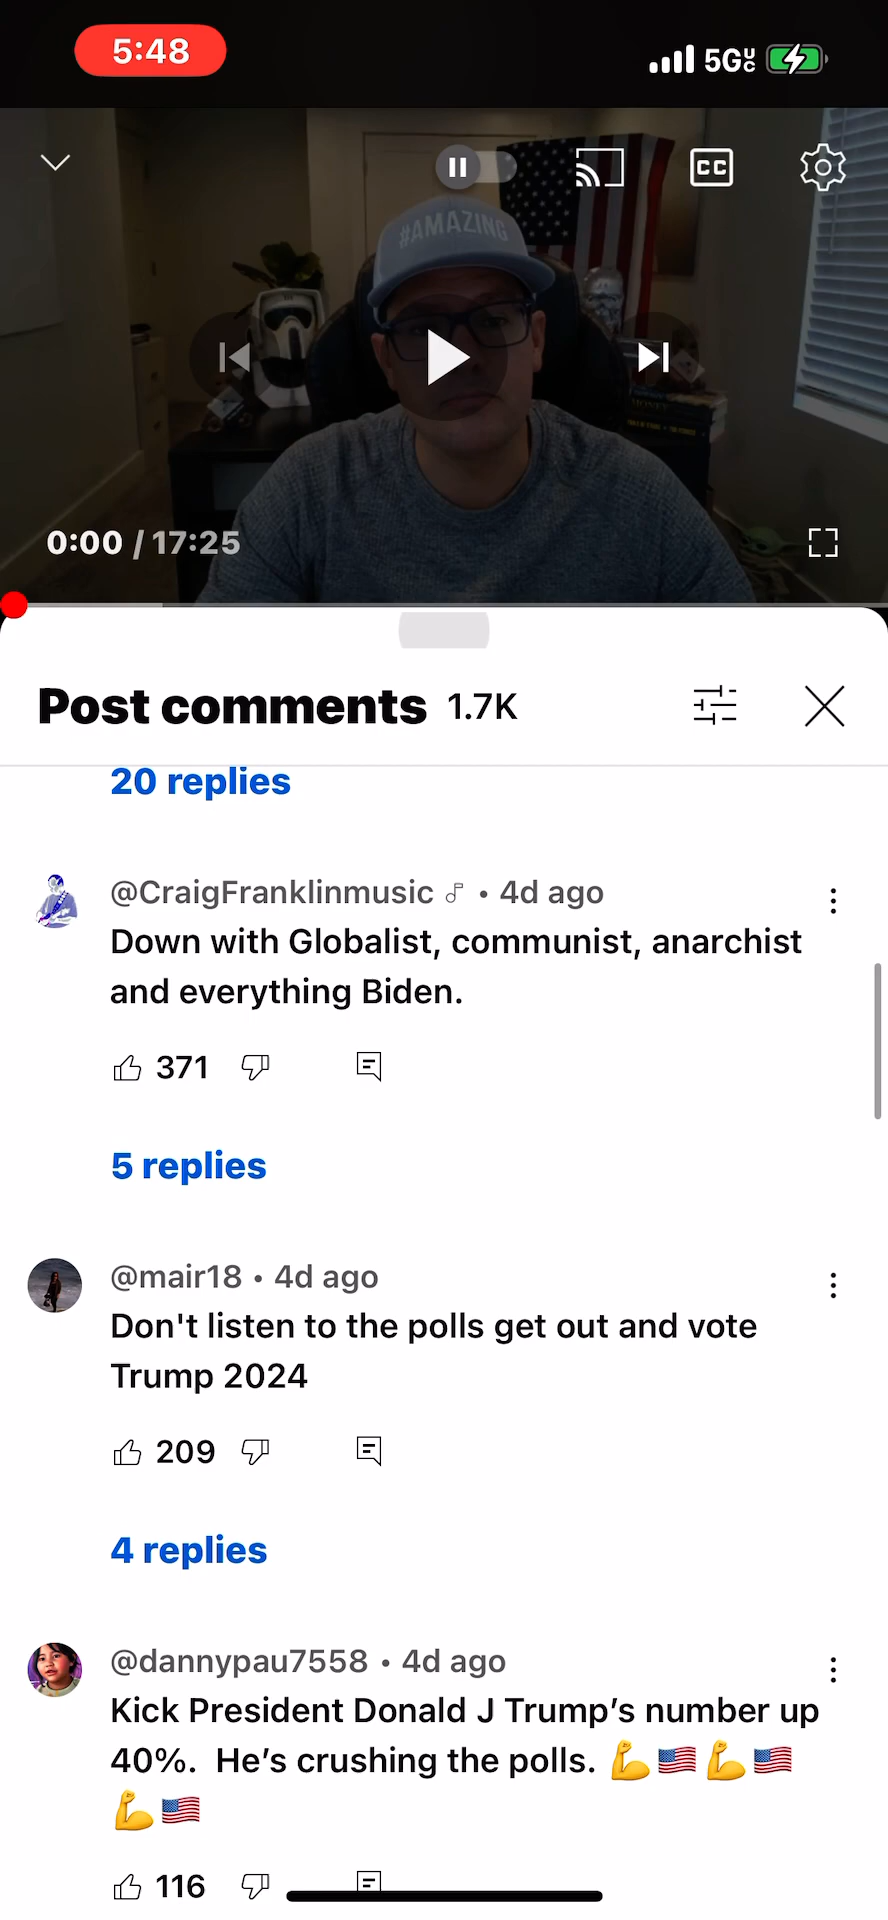 5:48
5GUC
#AMAZING
CC
MONEY
0:00 / 17:25
Post comments 1.7K
20 replies
@CraigFranklinmusic • 4d ago
Down with Globalist, communist, anarchist
and everything Biden.
371
5 replies
@mair18 • 4d ago
Don't listen to the polls get out and vote
Trump 2024
209
4 replies
@dannypau7558 • 4d ago
Kick President Donald J Trump’s number up
40%. He’s crushing the polls. 💪🇺🇸💪🇺🇸
💪🇺🇸
116